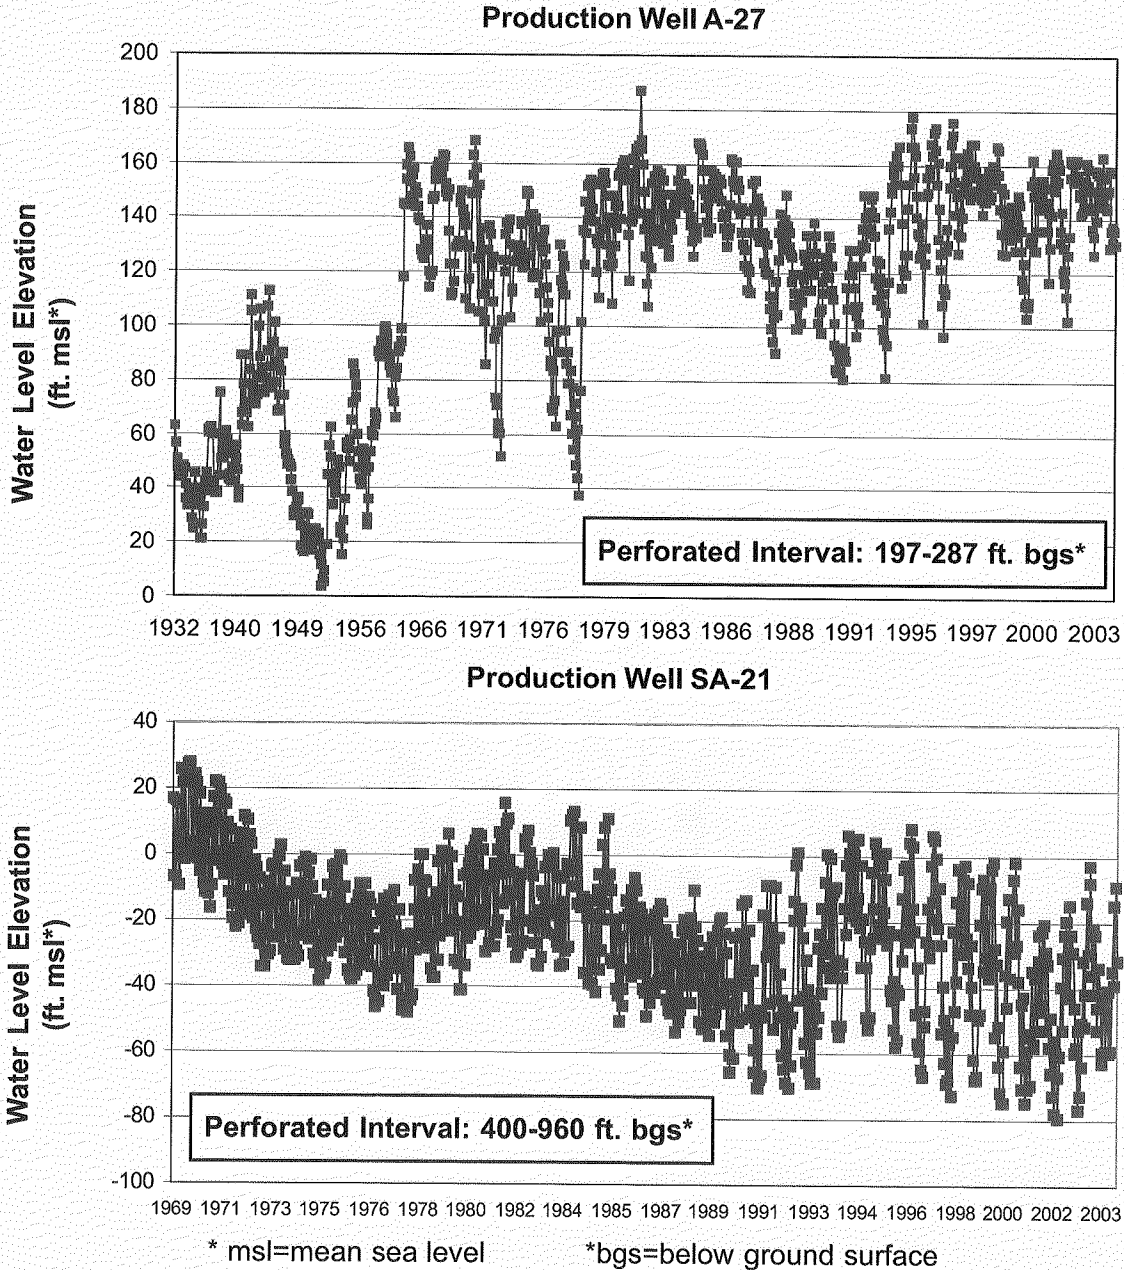 Production Well A-27
Water Level Elevation
(ft. msl*)
200
180
160
140
120
100
80
60
40
20
0
Perforated Interval: 197-287 ft. bgs*
1932 1940 1949 1956 1966 1971 1976 1979 1983 1986 1988 1991 1995 1997 2000 2003
Production Well SA-21
Water Level Elevation
(ft. msl*)
40
20
0
-20
-40
-60
-80
-100
Perforated Interval: 400-960 ft. bgs*
1969 1971 1973 1975 1976 1978 1980 1982 1984 1985 1987 1989 1991 1993 1994 1996 1998 2000 2002 2003
* msl=mean sea level *bgs=below ground surface